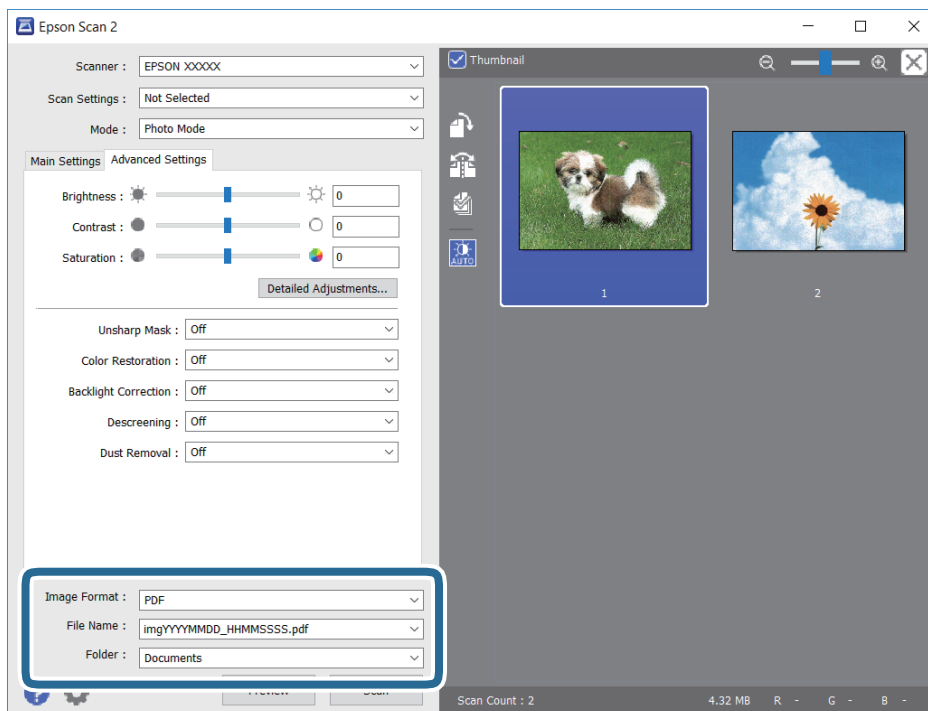 Epson Scan 2
Scanner : EPSON XXXXX
Scan Settings : Not Selected
Mode : Photo Mode
Main Settings Advanced Settings
Brightness : 0
Contrast : 0
Saturation : 0
Detailed Adjustments...
Unsharp Mask : Off
Color Restoration : Off
Backlight Correction : Off
Descreening : Off
Dust Removal : Off
Image Format : PDF
File Name : imgYYYYMMDD_HHMMSSSS.pdf
Folder : Documents
Preview Scan
Thumbnail
AUTO
1 2
Scan Count : 2 4.32 MB R - G - B -